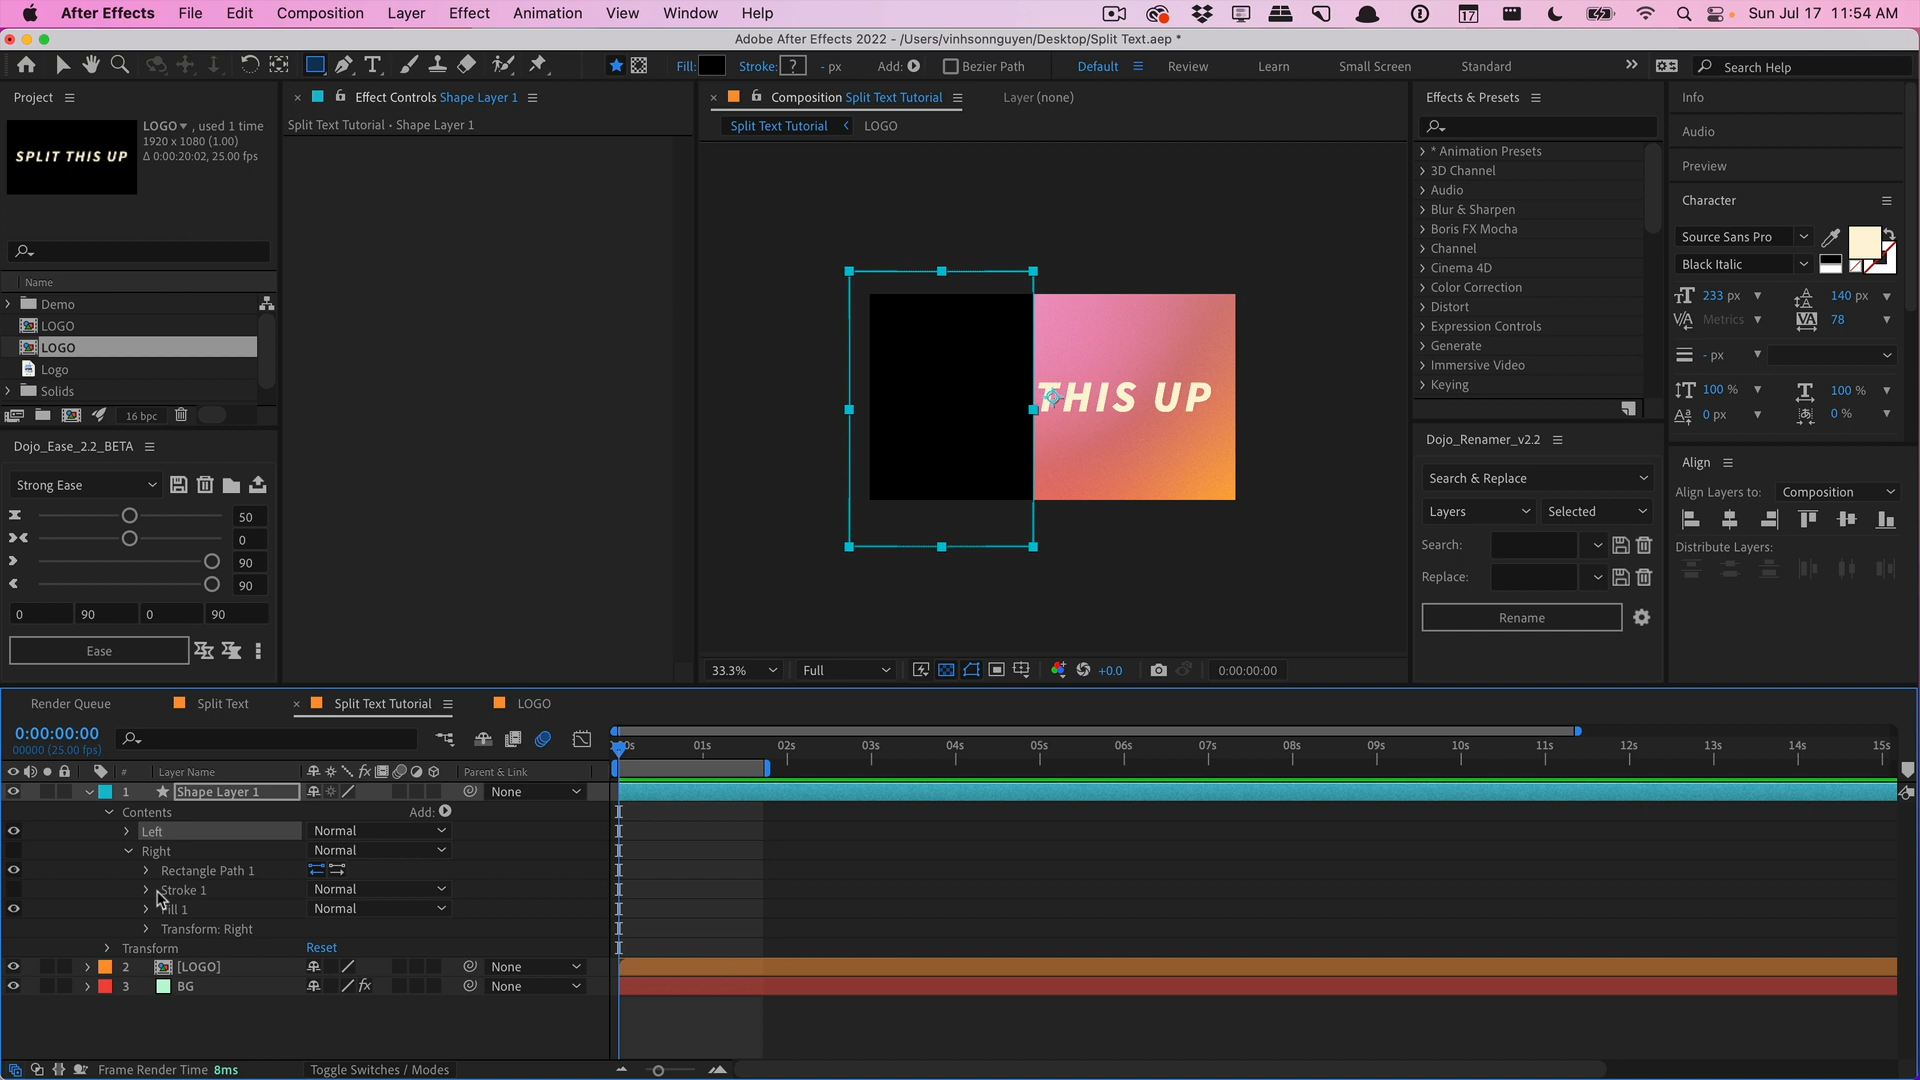 After Effects File Edit Composition Layer Effect Animation View Window Help Sun Jul 17 11:54 AM
Adobe After Effects 2022 - /Users/vinhsonnguyen/Desktop/Split Text.aep *
Fill: Stroke: ? - px Add: Bezier Path Default Review Learn Small Screen Standard Search Help
Project
LOGO , used 1 time
1920 x 1080 (1.00)
Δ 0:00:20:02, 25.00 fps
SPLIT THIS UP
Name
Demo
LOGO
LOGO
Logo
Solids
16 bpc
Dojo_Ease_2.2_BETA
Strong Ease
50
0
90
90
0 90 0 90
Ease
Effect Controls Shape Layer 1
Split Text Tutorial • Shape Layer 1
Composition Split Text Tutorial Layer (none)
Split Text Tutorial LOGO
THIS UP
33.3% Full +0.0 0:00:00:00
Effects & Presets
* Animation Presets
3D Channel
Audio
Blur & Sharpen
Boris FX Mocha
Channel
Cinema 4D
Color Correction
Distort
Expression Controls
Generate
Immersive Video
Keying
Dojo_Renamer_v2.2
Search & Replace
Layers Selected
Search:
Replace:
Rename
Info
Audio
Preview
Character
Source Sans Pro
Black Italic
233 px 140 px
Metrics 78
- px
100 % 100 %
0 px 0 %
Align
Align Layers to: Composition
Distribute Layers:
Render Queue Split Text Split Text Tutorial LOGO
0:00:00:00
00000 (25.00 fps)
01s 02s 03s 04s 05s 06s 07s 08s 09s 10s 11s 12s 13s 14s 15s
# Layer Name Parent & Link
1 Shape Layer 1 None
Contents Add:
Left Normal
Right Normal
Rectangle Path 1
Stroke 1 Normal
Fill 1 Normal
Transform: Right
Transform Reset
2 [LOGO] None
3 BG None
Frame Render Time 8ms Toggle Switches / Modes